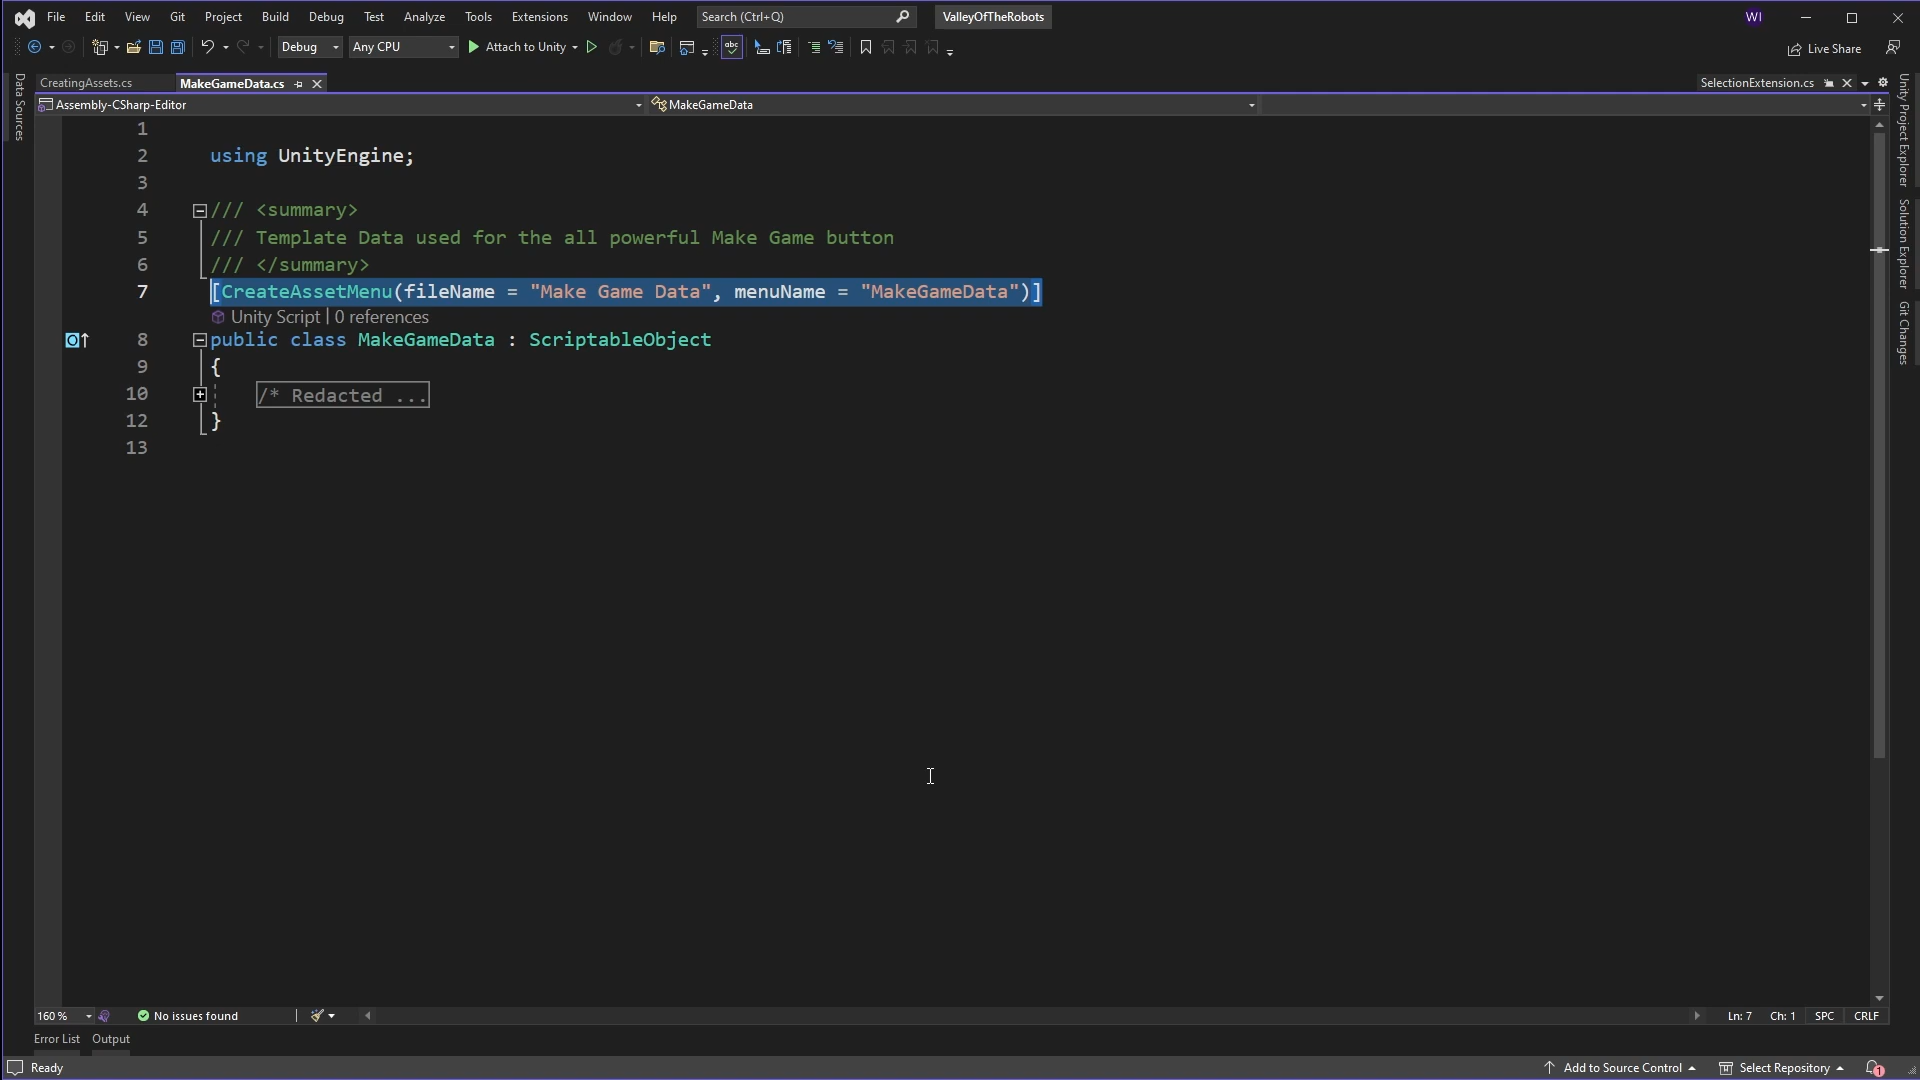 File Edit View Git Project Build Debug Test Analyze Tools Extensions Window Help Search (Ctrl+Q) ValleyOfTheRobots WI
Debug Any CPU Attach to Unity abc Live Share
CreatingAssets.cs MakeGameData.cs SelectionExtension.cs
Assembly-CSharp-Editor MakeGameData
Data Sources
Unity Project Explorer
Solution Explorer
Git Changes
1
2 using UnityEngine;
3
4 /// <summary>
5 /// Template Data used for the all powerful Make Game button
6 /// </summary>
7 [CreateAssetMenu(fileName = "Make Game Data", menuName = "MakeGameData")]
Unity Script | 0 references
8 public class MakeGameData : ScriptableObject
9 {
10 /* Redacted ...
12 }
13
160 % No issues found Ln: 7 Ch: 1 SPC CRLF
Error List Output
Ready Add to Source Control Select Repository 1